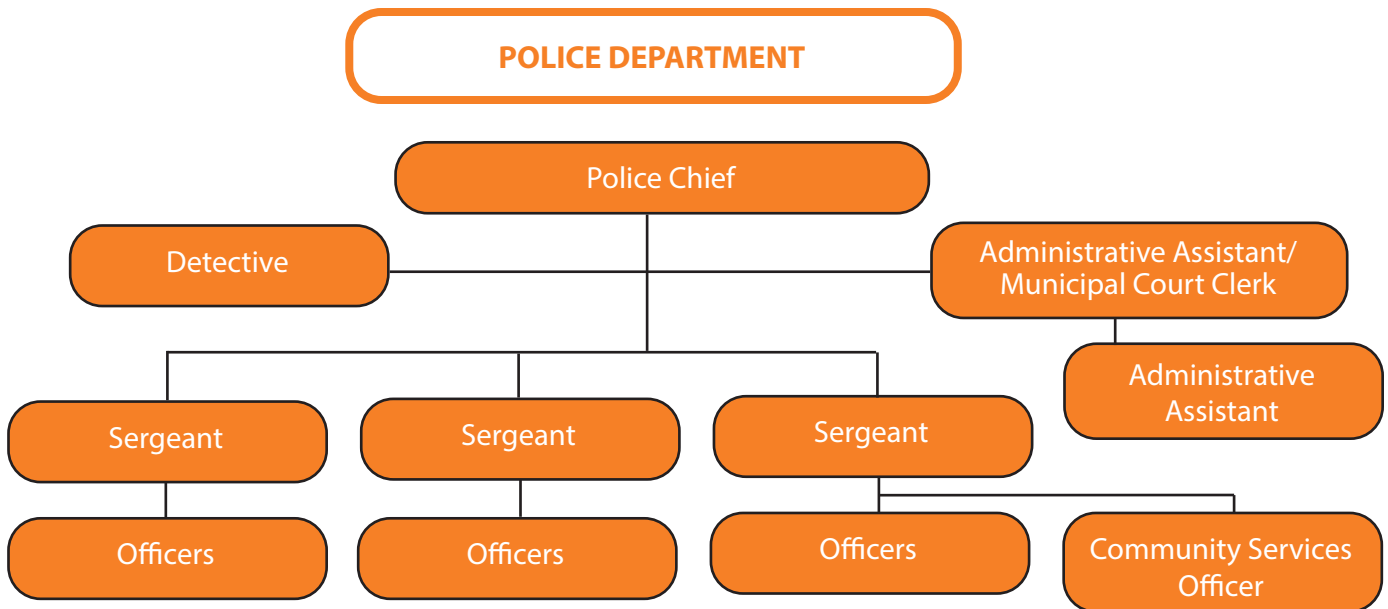 POLICE DEPARTMENT
Police Chief
Detective
Administrative Assistant/
Municipal Court Clerk
Administrative
Assistant
Sergeant
Sergeant
Sergeant
Officers
Officers
Officers
Community Services
Officer